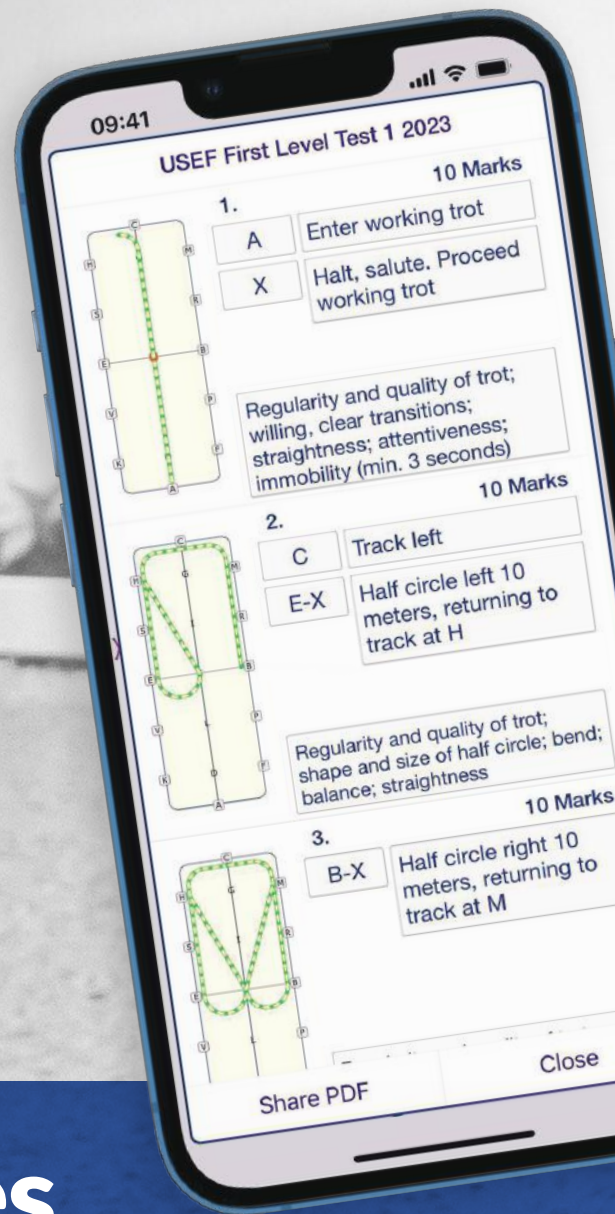 09:41
USEF First Level Test 1 2023
1.
10 Marks
A
Enter working trot
X
Halt, salute. Proceed
working trot
Regularity and quality of trot;
willing, clear transitions;
straightness; attentiveness;
immobility (min. 3 seconds)
C
H
M
S
R
E
B
V
P
K
F
A
2.
10 Marks
C
Track left
E-X
Half circle left 10
meters, returning to
track at H
Regularity and quality of trot;
shape and size of half circle; bend;
balance; straightness
C
H
G
M
S
I
R
E
B
V
L
P
K
D
F
A
3.
10 Marks
B-X
Half circle right 10
meters, returning to
track at M
C
H
G
M
S
I
R
E
B
V
L
P
Share PDF
Close
es